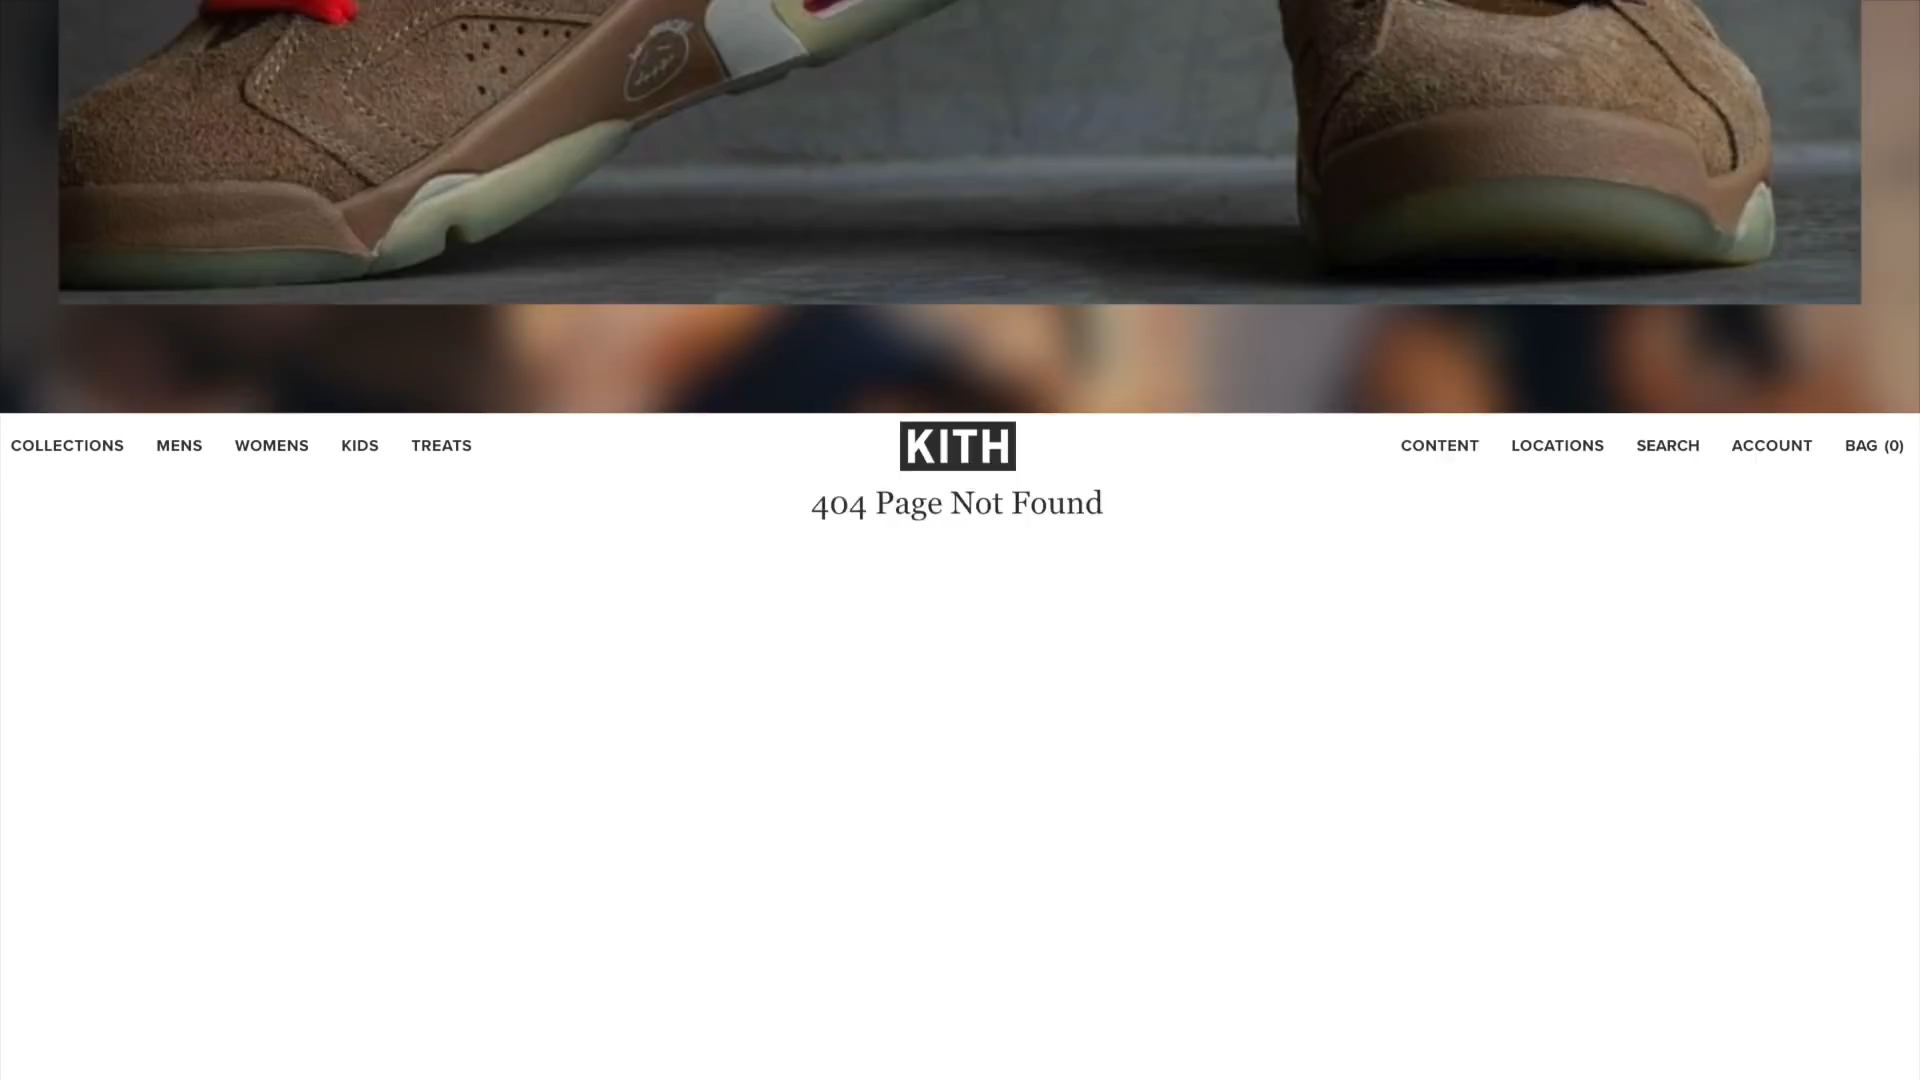 COLLECTIONS MENS WOMENS KIDS TREATS KITH CONTENT LOCATIONS SEARCH ACCOUNT BAG (0)
404 Page Not Found